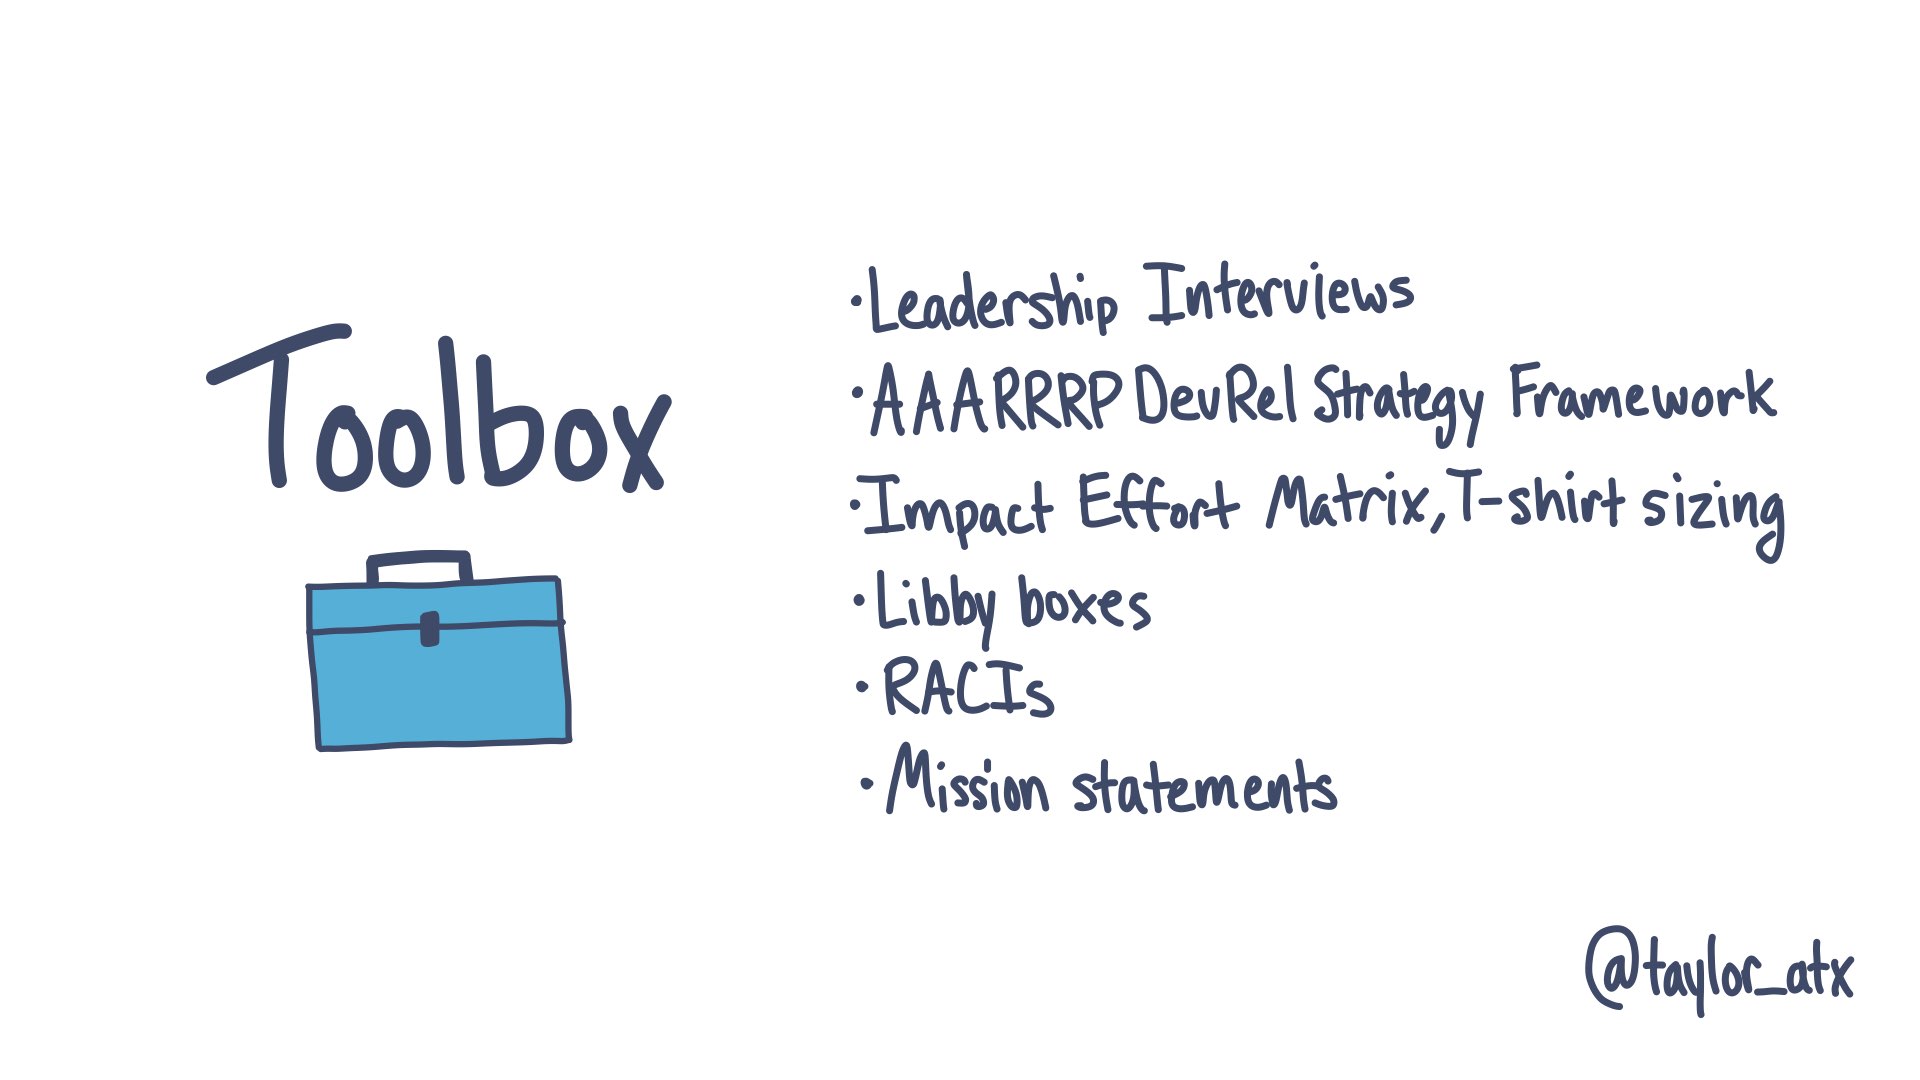 Toolbox
·Leadership Interviews
·AAARRRP DevRel Strategy Framework
·Impact Effort Matrix, T-shirt sizing
·Libby boxes
·RACIs
·Mission statements
@taylor_atx